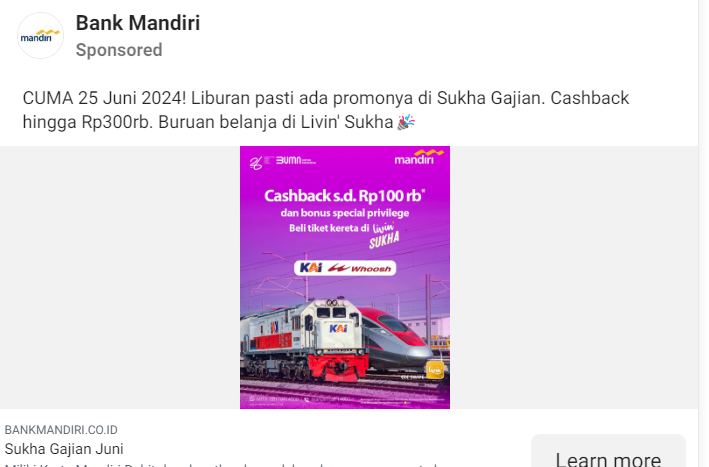 mandiri
Bank Mandiri
Sponsored
CUMA 25 Juni 2024! Liburan pasti ada promonya di Sukha Gajian. Cashback
hingga Rp300rb. Buruan belanja di Livin' Sukha🎉
BUMN
mandiri
Cashback s.d. Rp100 rb*
dan bonus special privilege
Beli tiket kereta di livin'
SUKHA
KAI Whoosh
KAI
BANKMANDIRI.CO.ID
Sukha Gajian Juni
Learn more